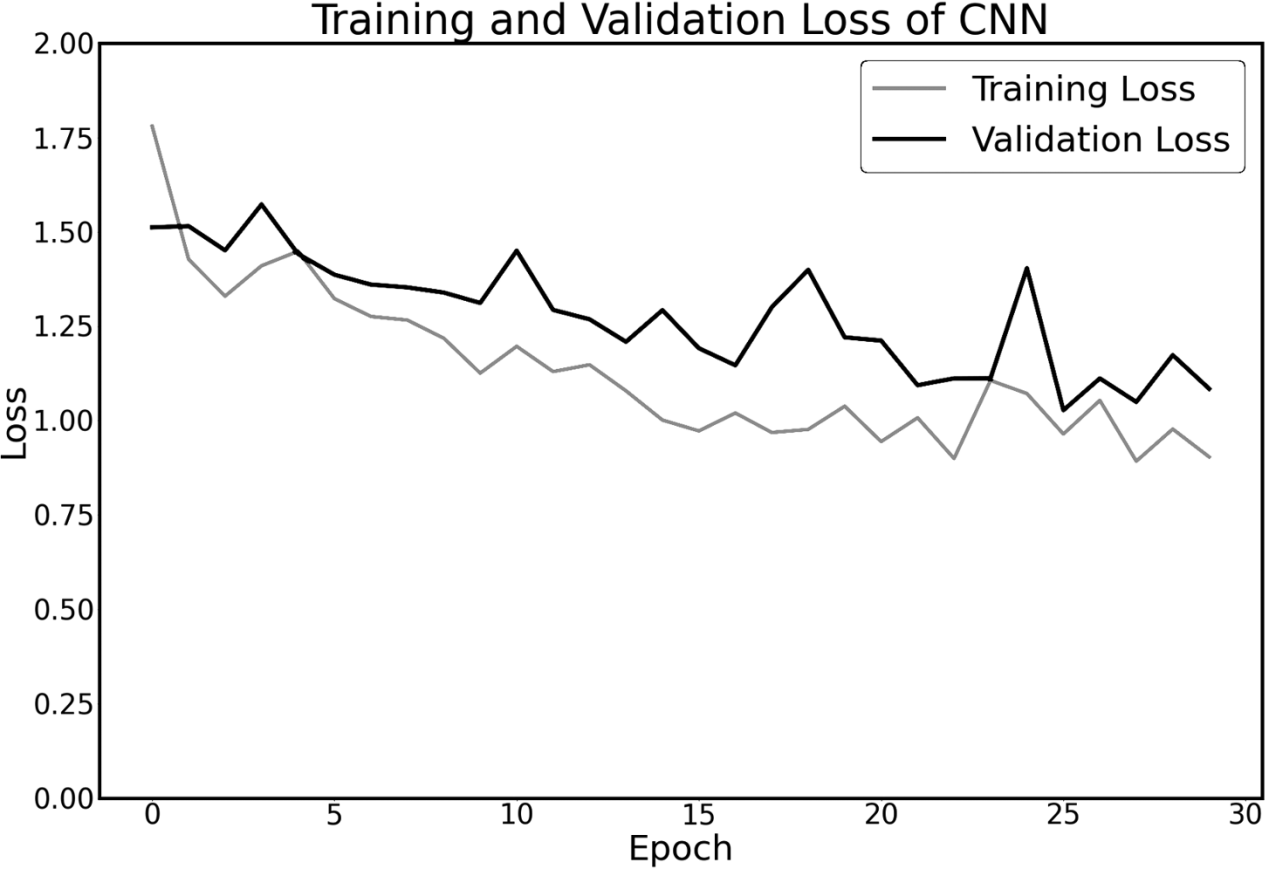 Training and Validation Loss of CNN
2.00
1.75
1.50
1.25
1.00
0.75
0.50
0.25
0.00
Loss
Training Loss
Validation Loss
0 5 10 15 20 25 30
Epoch